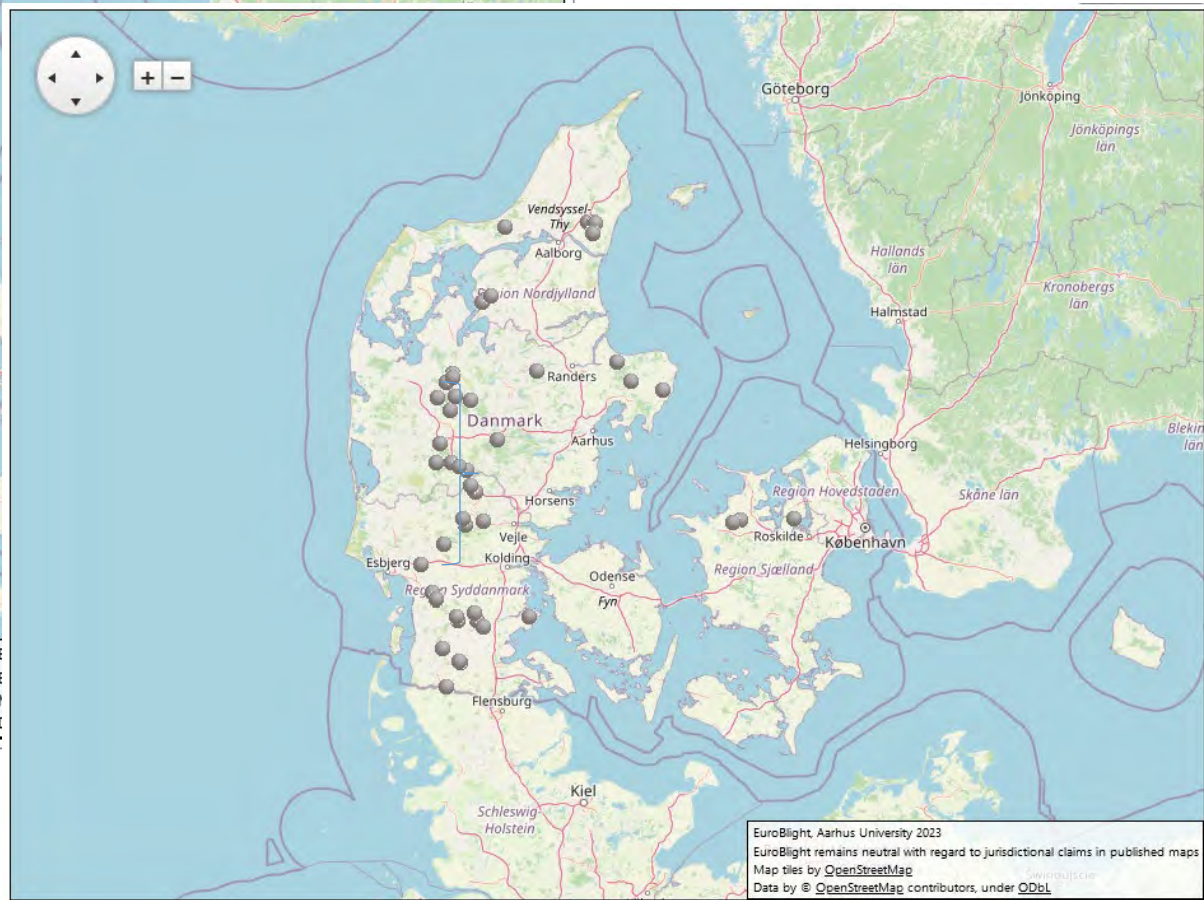 + −
Göteborg
Jönköping
Jönköpings
län
Vendsyssel-
Thy
Aalborg
Hallands
län
Kronobergs
län
Region Nordjylland
Halmstad
Randers
Danmark
Aarhus
Helsingborg
Blekin
län
Region Hovedstaden
Skåne län
Horsens
Roskilde
København
Vejle
Kolding
Esbjerg
Odense
Fyn
Region Sjælland
Region Syddanmark
Flensburg
Kiel
Schleswig-
Holstein
EuroBlight, Aarhus University 2023
EuroBlight remains neutral with regard to jurisdictional claims in published maps
Map tiles by OpenStreetMap
Data by © OpenStreetMap contributors, under ODbL